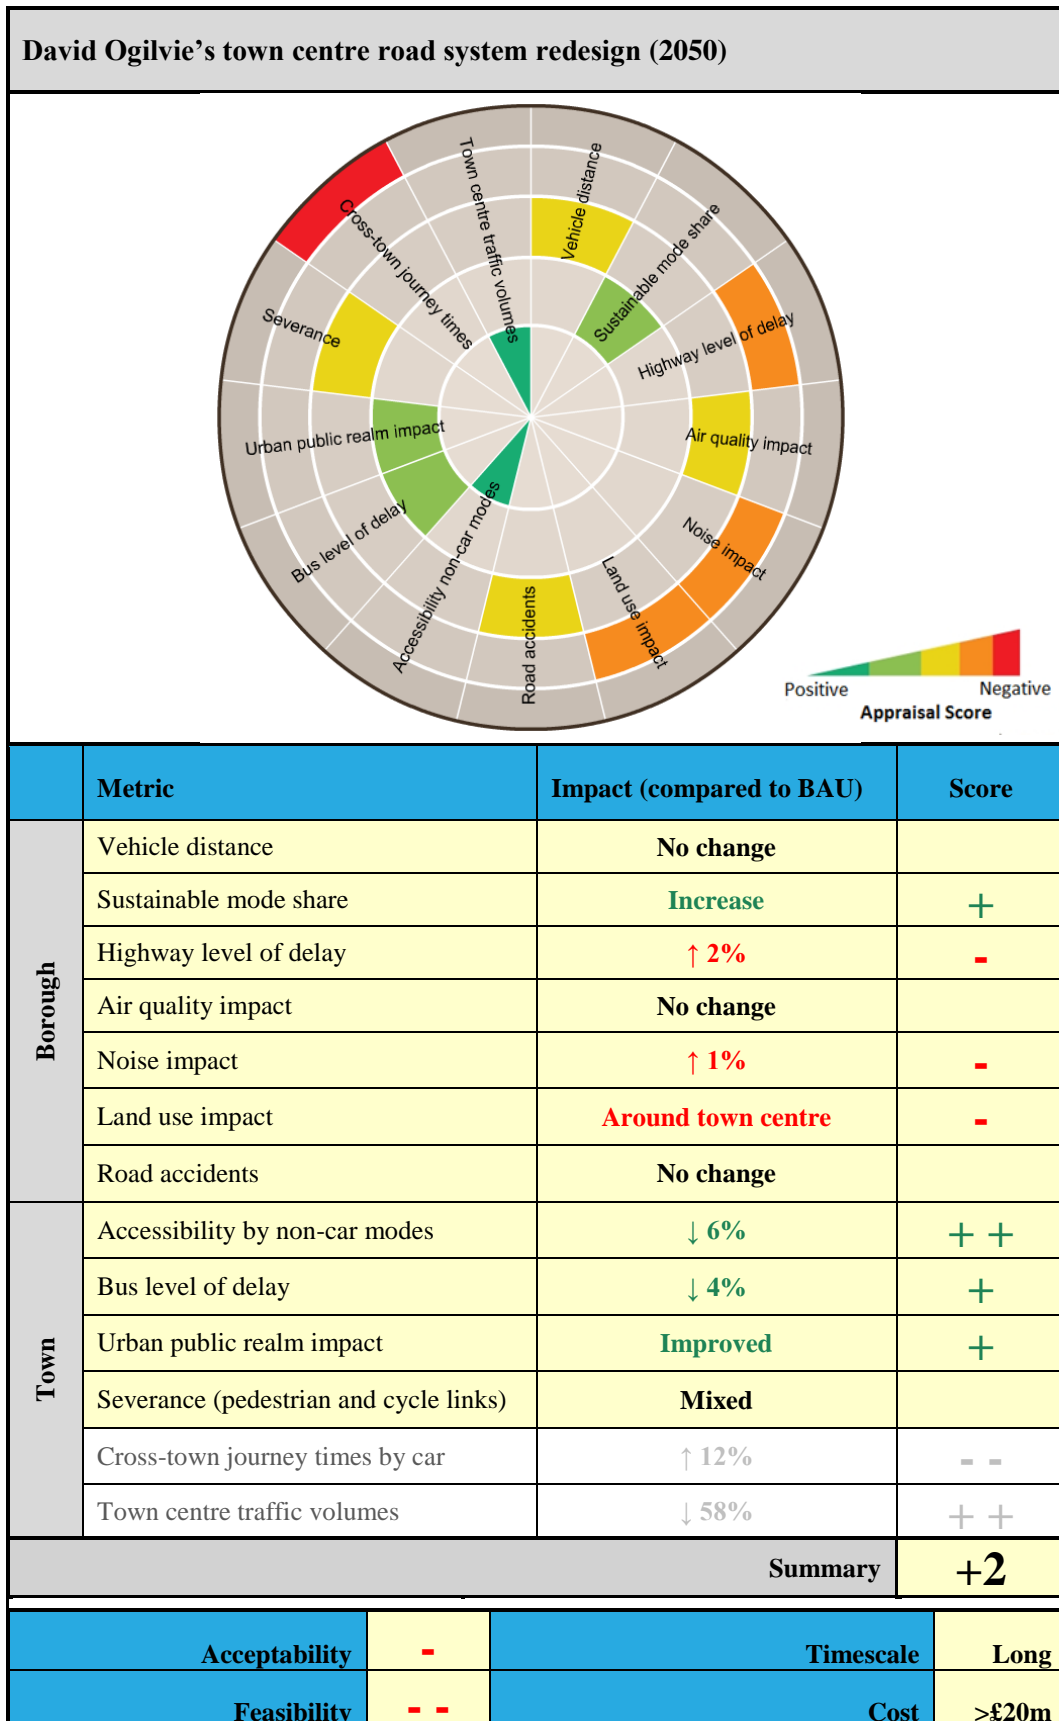 David Ogilvie’s town centre road system redesign (2050)
Town centre traffic volumes
Vehicle distance
Sustainable mode share
Highway level of delay
Air quality impact
Noise impact
Land use impact
Road accidents
Accessibility non-car modes
Bus level of delay
Urban public realm impact
Severance
Cross-town journey times
Positive Negative
Appraisal Score
Metric Impact (compared to BAU) Score
Borough
Vehicle distance No change
Sustainable mode share Increase +
Highway level of delay ↑ 2% -
Air quality impact No change
Noise impact ↑ 1% -
Land use impact Around town centre -
Road accidents No change
Town
Accessibility by non-car modes ↓ 6% + +
Bus level of delay ↓ 4% +
Urban public realm impact Improved +
Severance (pedestrian and cycle links) Mixed
Cross-town journey times by car ↑ 12% - -
Town centre traffic volumes ↓ 58% + +
Summary +2
Acceptability - Timescale Long
Feasibility - - Cost >£20m